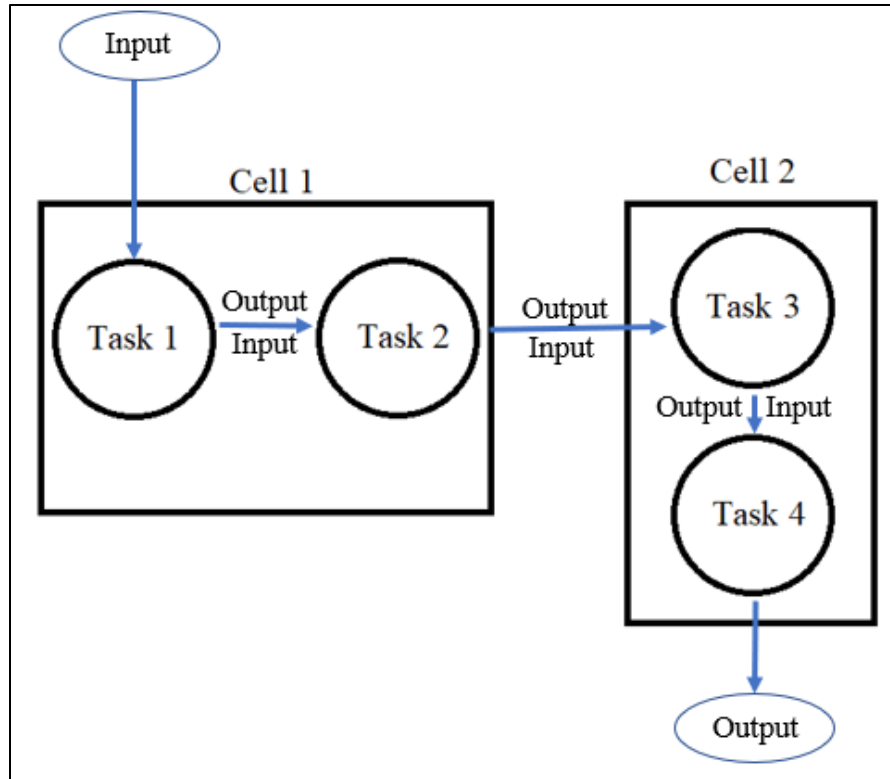 Input
Cell 1
Cell 2
Task 1
Output
Input
Task 2
Output
Input
Task 3
Output
Input
Task 4
Output